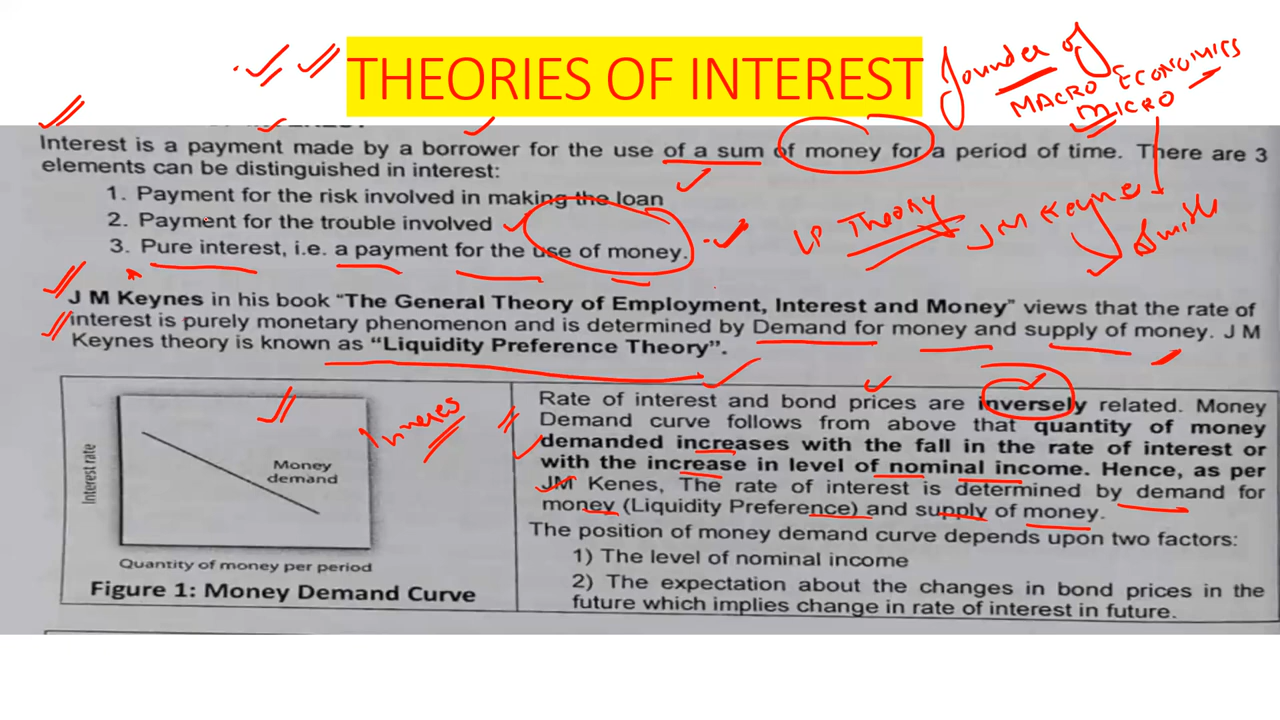 THEORIES OF INTEREST
Founder of
MACRO ECONOMICS
MICRO
Interest is a payment made by a borrower for the use of a sum of money for a period of time. There are 3
elements can be distinguished in interest:
1. Payment for the risk involved in making the loan
2. Payment for the trouble involved
3. Pure interest, i.e. a payment for the use of money.
LP Theory
JM Keynes
Smith
J M Keynes in his book "The General Theory of Employment, Interest and Money" views that the rate of
interest is purely monetary phenomenon and is determined by Demand for money and supply of money. J M
Keynes theory is known as "Liquidity Preference Theory".
Interest rate
Money
demand
Quantity of money per period
Figure 1: Money Demand Curve
Rate of interest and bond prices are inversely related. Money
Demand curve follows from above that quantity of money
demanded increases with the fall in the rate of interest or
with the increase in level of nominal income. Hence, as per
JM Kenes, The rate of interest is determined by demand for
money (Liquidity Preference) and supply of money.
The position of money demand curve depends upon two factors:
1) The level of nominal income
2) The expectation about the changes in bond prices in the
future which implies change in rate of interest in future.